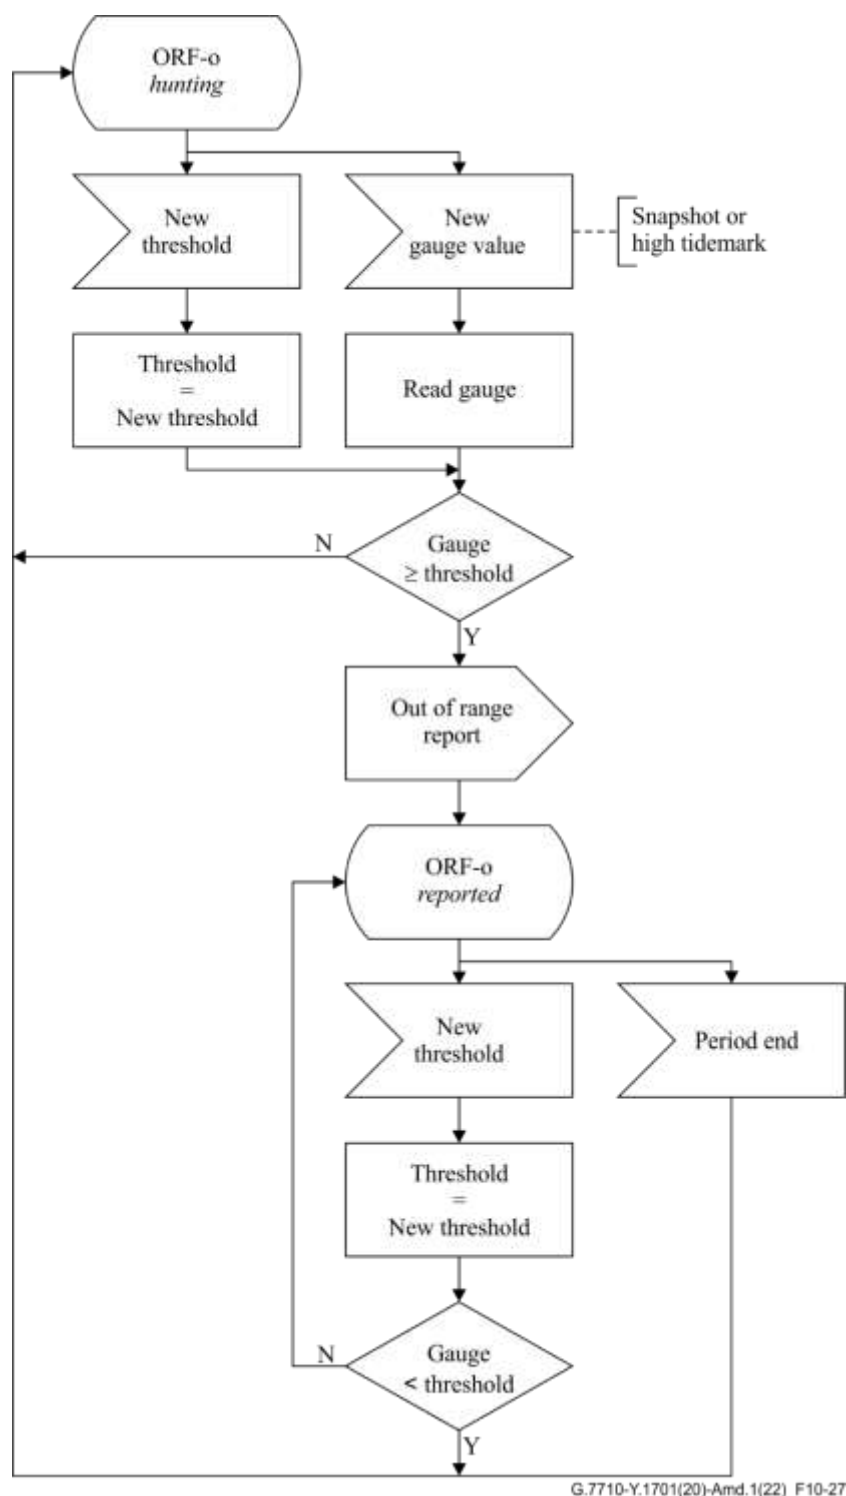 ORF-o
hunting
New
threshold
New
gauge value
Snapshot or
high tidemark
Threshold
=
New threshold
Read gauge
N
Gauge
≥ threshold
Y
Out of range
report
ORF-o
reported
New
threshold
Period end
Threshold
=
New threshold
N
Gauge
< threshold
Y
G.7710-Y.1701(20)-Amd.1(22)_F10-27